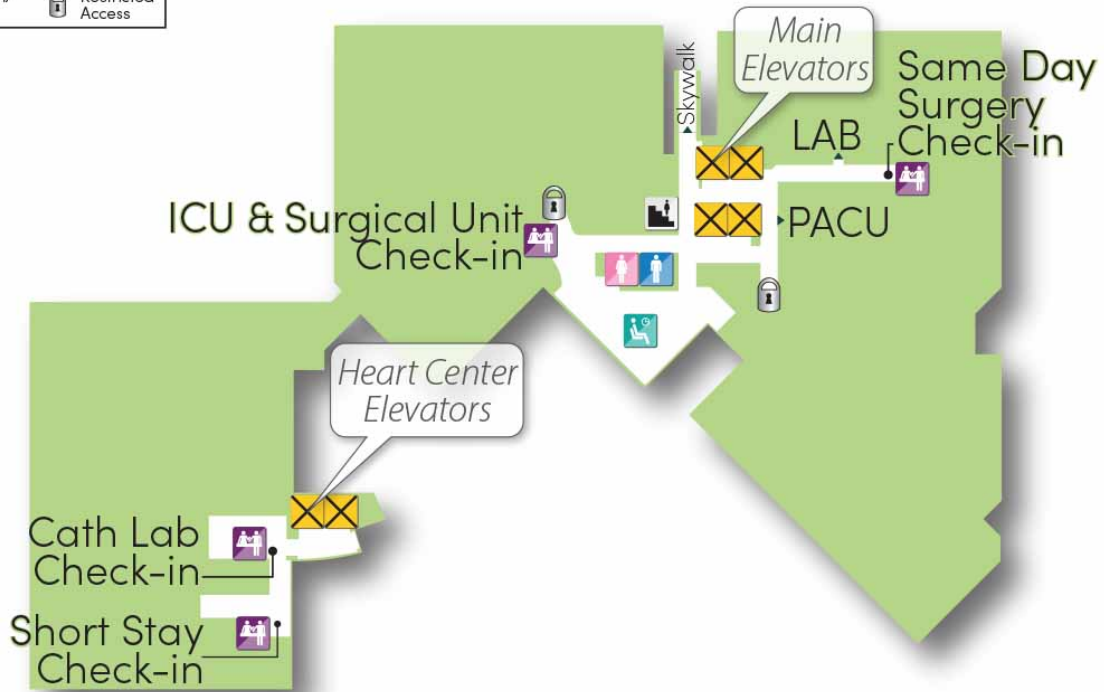 Restricted
Access
Main
Elevators
Skywalk
Same Day
Surgery
Check-in
LAB
PACU
ICU & Surgical Unit
Check-in
Heart Center
Elevators
Cath Lab
Check-in
Short Stay
Check-in